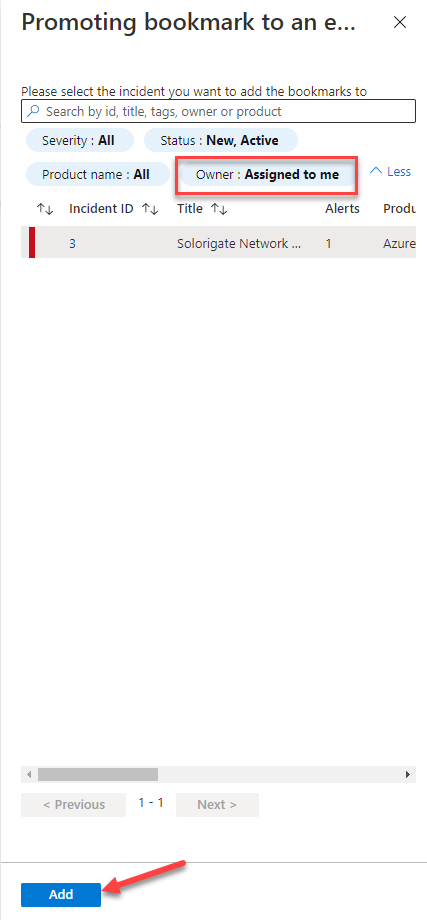 Promoting bookmark to an e...
Please select the incident you want to add the bookmarks to
Search by id, title, tags, owner or product
Severity : All Status : New, Active
Product name : All Owner : Assigned to me Less
Incident ID Title Alerts Produ
3 Solorigate Network ... 1 Azure
< Previous 1 - 1 Next >
Add